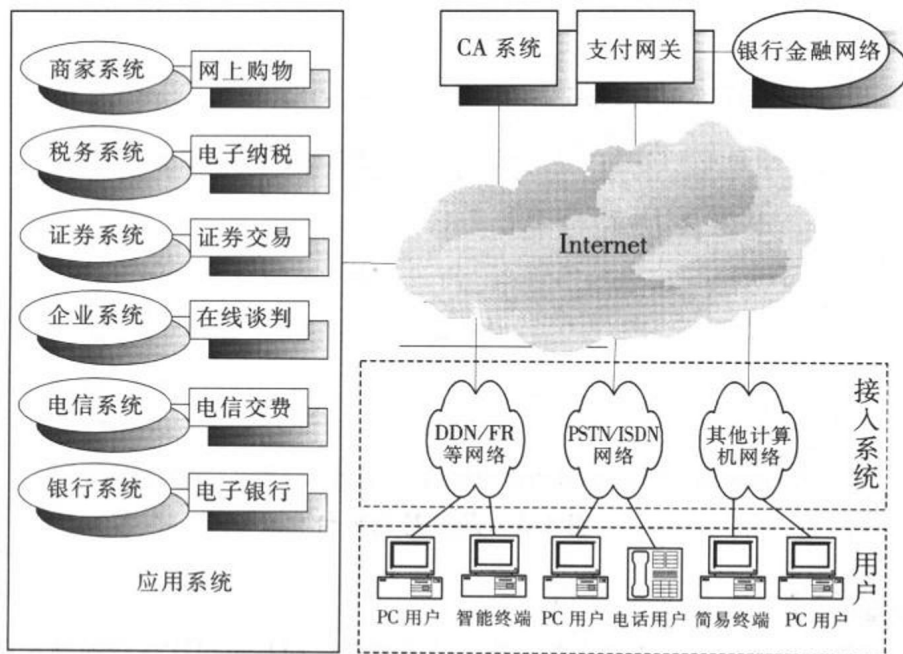 商家系统
网上购物
税务系统
电子纳税
证券系统
证券交易
企业系统
在线谈判
电信系统
电信交费
银行系统
电子银行
应用系统
CA 系统
支付网关
银行金融网络
Internet
DDN/FR
等网络
PSTN/ISDN
网络
其他计算
机网络
接入系统
PC 用户
智能终端
PC 用户
电话用户
简易终端
PC 用户
用户